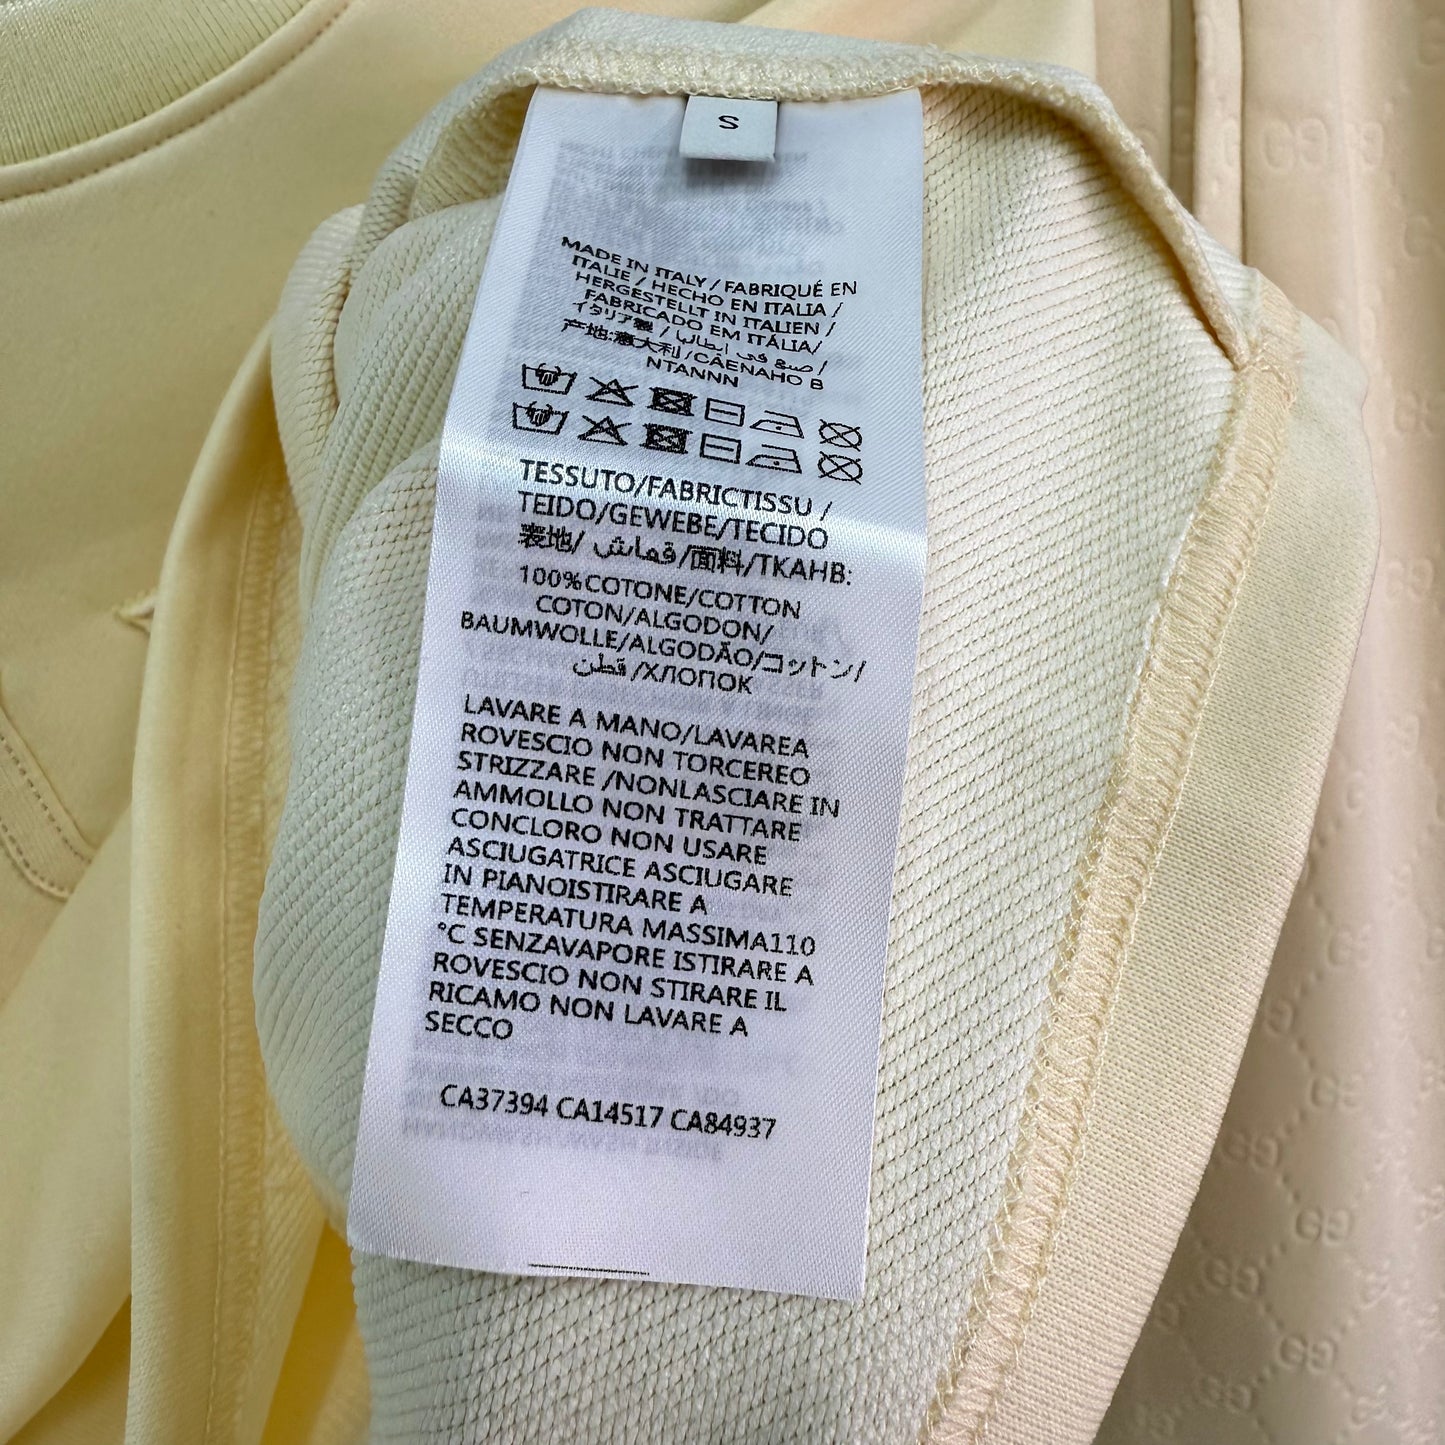 S
MADE IN ITALY / FABRIQUÉ EN
ITALIE / HECHO EN ITALIA /
HERGESTELLT IN ITALIEN /
FABRICADO EM ITÁLIA/
イタリア製 / صنع في إيطاليا /
产地:意大利 /CAEНAHO B
NTANNN
TESSUTO/FABRICTISSU /
TEIDO/GEWEBE/TECIDO
表地/ قماش /面料/TKAHB:
100%COTONE/COTTON
COTON/ALGODON/
BAUMWOLLE/ALGODÃO/コットン/
قطن /ХЛОПОК
LAVARE A MANO/LAVAREA
ROVESCIO NON TORCEREO
STRIZZARE /NONLASCIARE IN
AMMOLLO NON TRATTARE
CONCLORO NON USARE
ASCIUGATRICE ASCIUGARE
IN PIANOISTIRARE A
TEMPERATURA MASSIMA110
°C SENZAVAPORE ISTIRARE A
ROVESCIO NON STIRARE IL
RICAMO NON LAVARE A
SECCO
CA37394 CA14517 CA84937